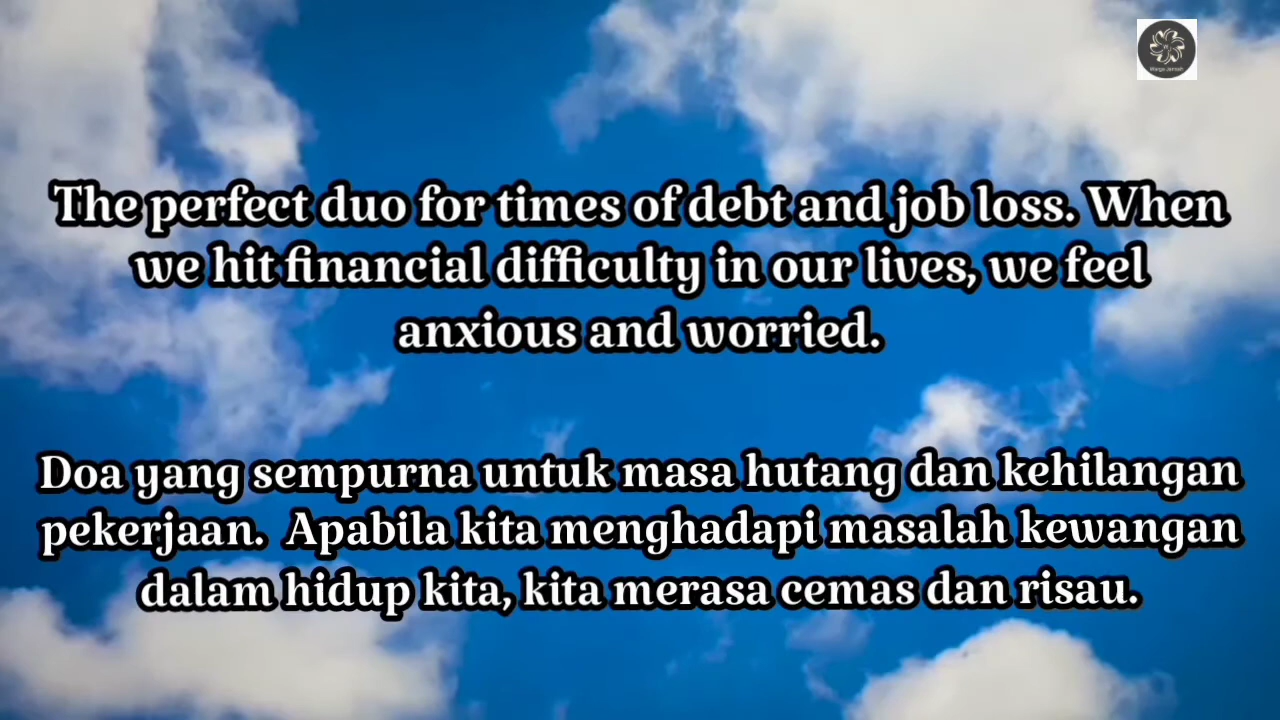 The perfect duo for times of debt and job loss. When
we hit financial difficulty in our lives, we feel
anxious and worried.
Doa yang sempurna untuk masa hutang dan kehilangan
pekerjaan.  Apabila kita menghadapi masalah kewangan
dalam hidup kita, kita merasa cemas dan risau.